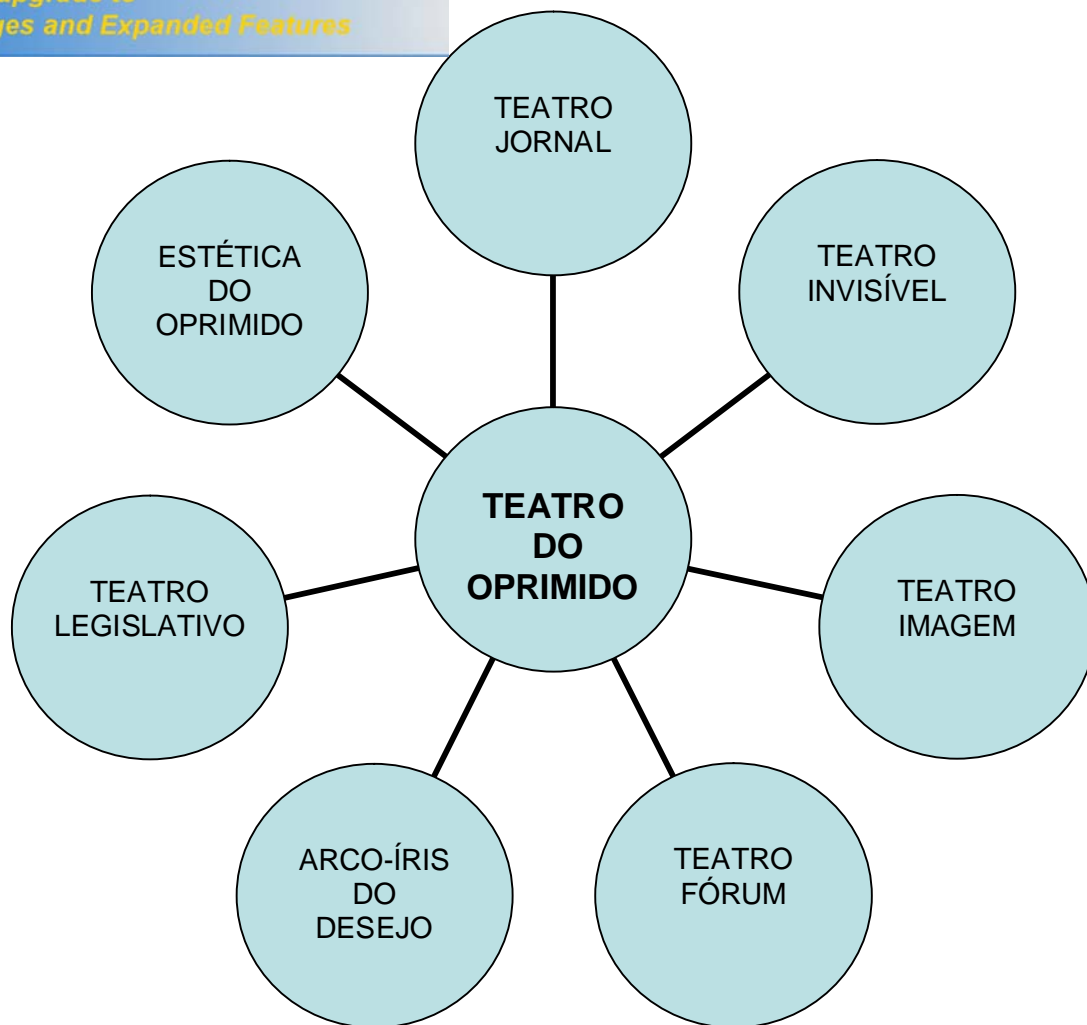 ges and Expanded Features
TEATRO
JORNAL
TEATRO
INVISÍVEL
TEATRO
IMAGEM
TEATRO
FÓRUM
ARCO-ÍRIS
DO
DESEJO
TEATRO
LEGISLATIVO
ESTÉTICA
DO
OPRIMIDO
TEATRO
DO
OPRIMIDO